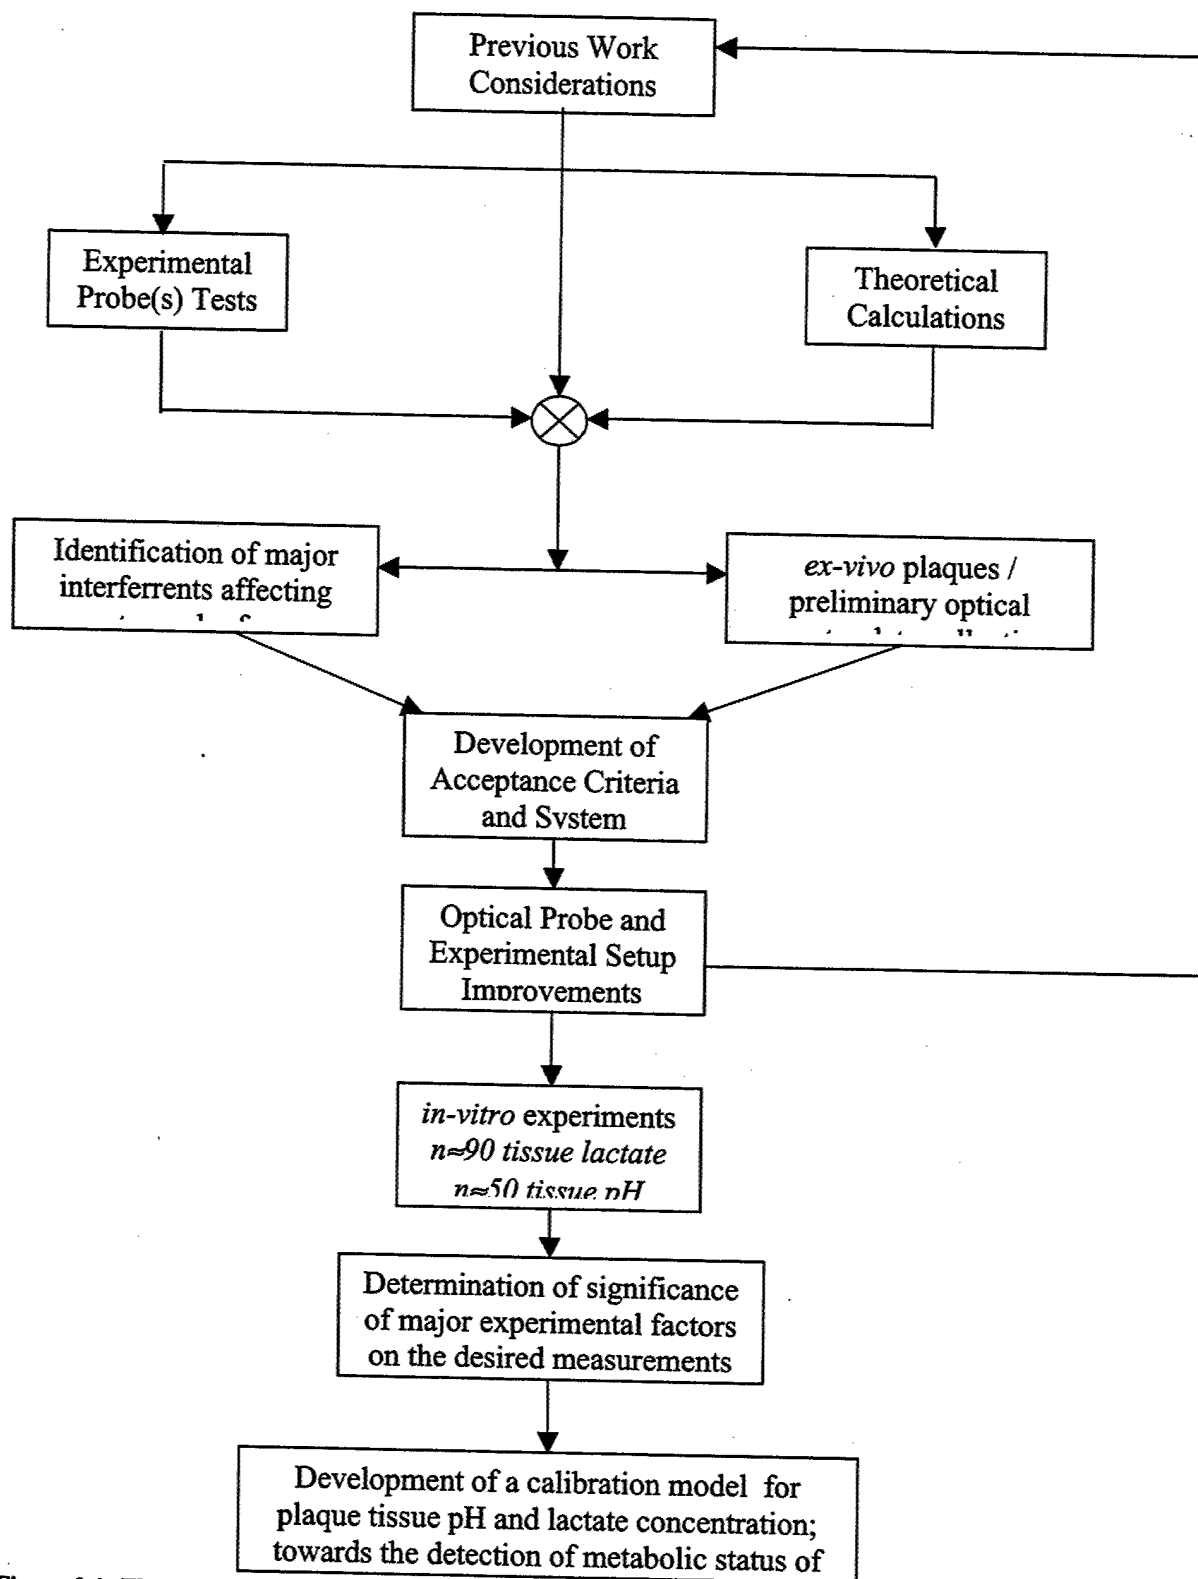 Previous Work
Considerations
Experimental
Probe(s) Tests
Theoretical
Calculations
Identification of major
interferrents affecting
ex-vivo plaques /
preliminary optical
Development of
Acceptance Criteria
and System
Optical Probe and
Experimental Setup
Improvements
in-vitro experiments
n≈90 tissue lactate
n≈50 tissue pH
Determination of significance
of major experimental factors
on the desired measurements
Development of a calibration model for
plaque tissue pH and lactate concentration;
towards the detection of metabolic status of